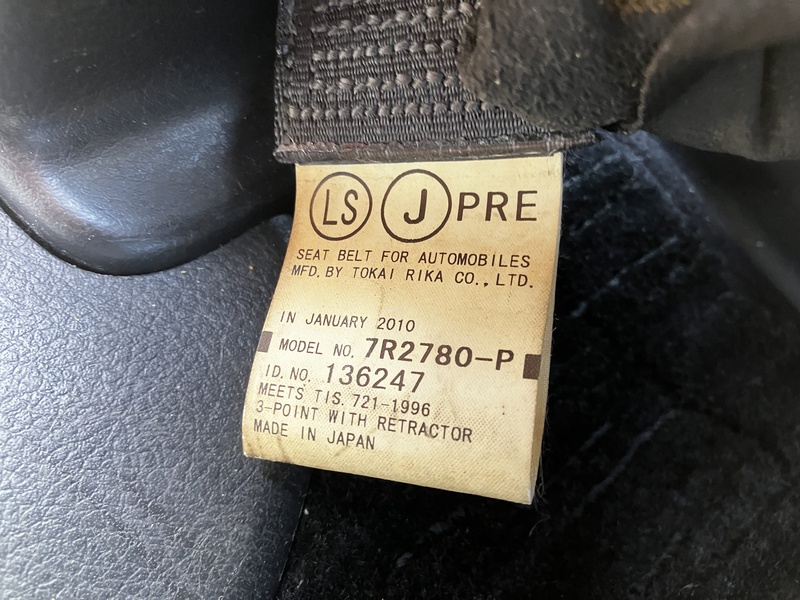 LS J PRE
SEAT BELT FOR AUTOMOBILES
MFD. BY TOKAI RIKA CO., LTD.
IN JANUARY 2010
MODEL NO. 7R2780-P
ID. NO. 136247
MEETS TIS. 721-1996
3-POINT WITH RETRACTOR
MADE IN JAPAN